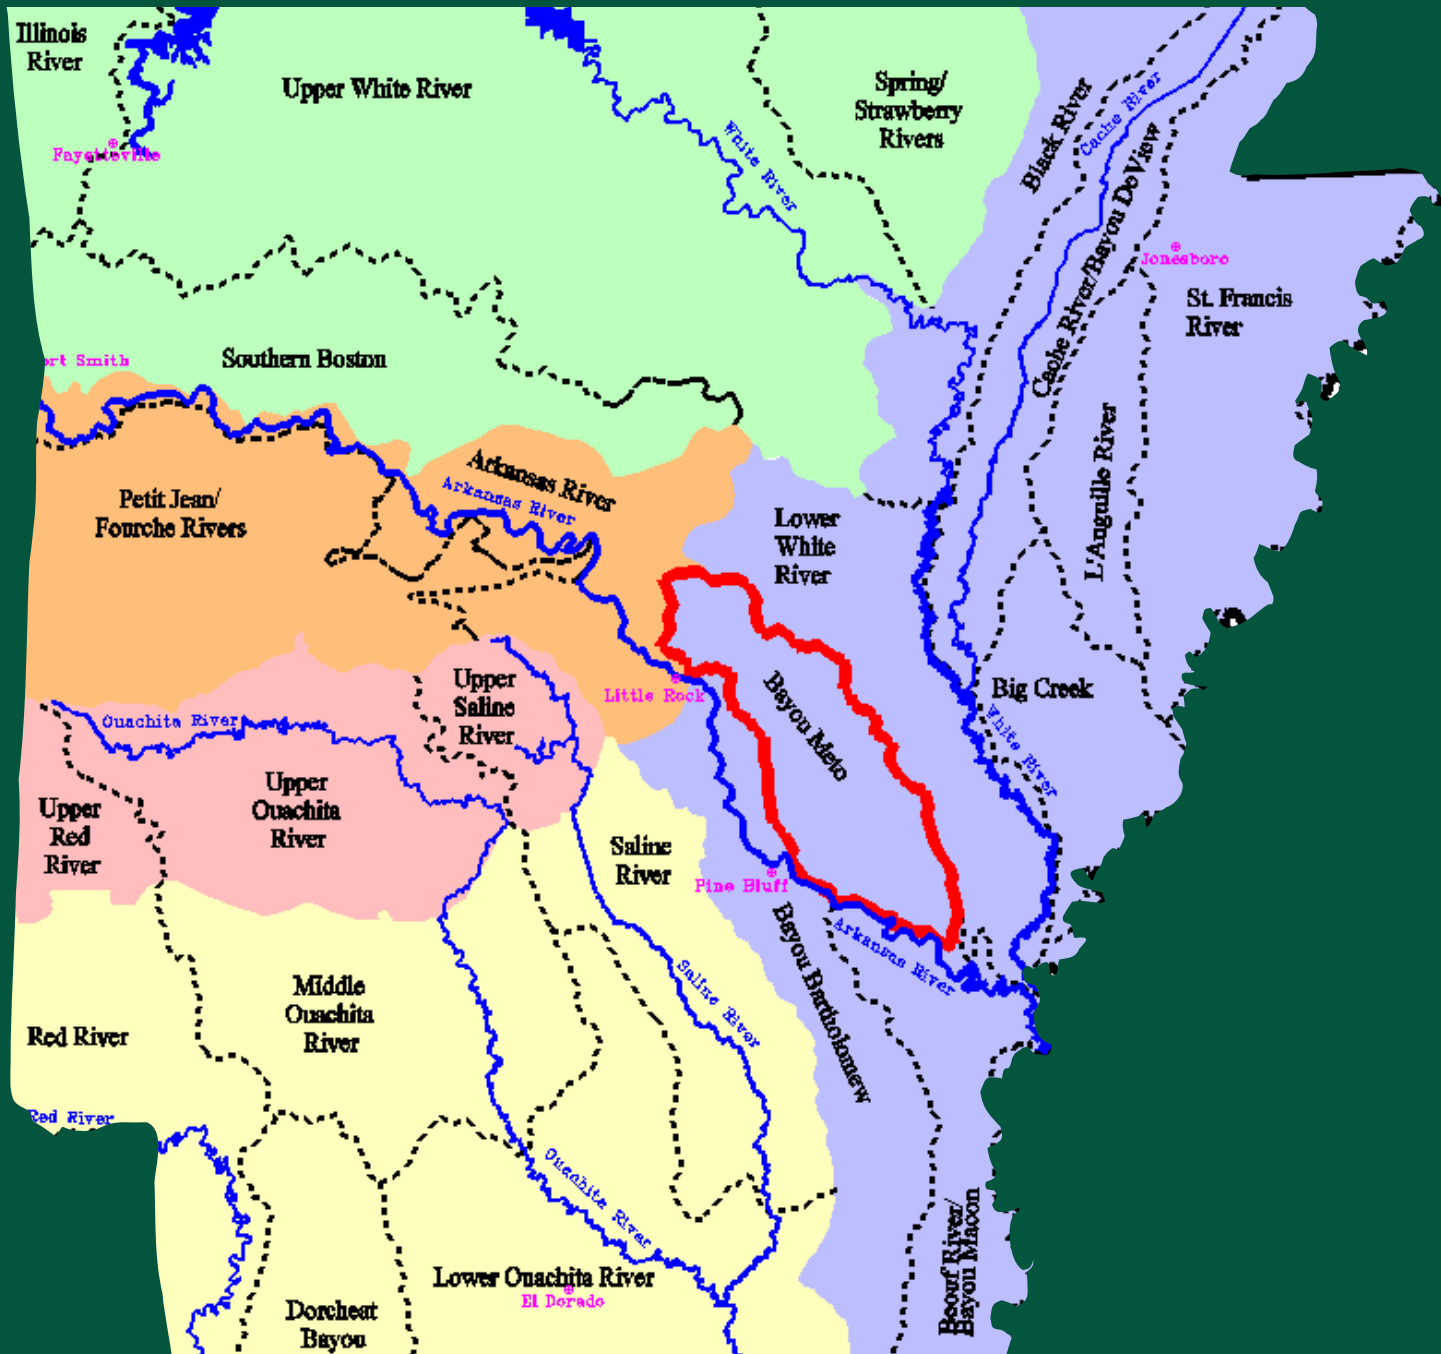 Illinois
River
Upper White River
Spring/
Strawberry
Rivers
Black River
Cache River
Cache River/Bayou DeView
White River
Fayetteville
Jonesboro
St. Francis
River
ort Smith
Southern Boston
Arkansas River
Arkansas River
Petit Jean/
Fourche Rivers
Lower
White
River
L'Anguille River
Upper
Saline
River
Little Rock
Bayou Meto
Big Creek
White River
Ouachita River
Upper
Ouachita
River
Upper
Red
River
Saline
River
Pine Bluff
Bayou Bartholomew
Arkansas River
Saline River
Middle
Ouachita
River
Red River
Red River
Ouachita River
Lower Ouachita River
El Dorado
Dorcheat
Bayou
Beouf River/
Bayou Macon